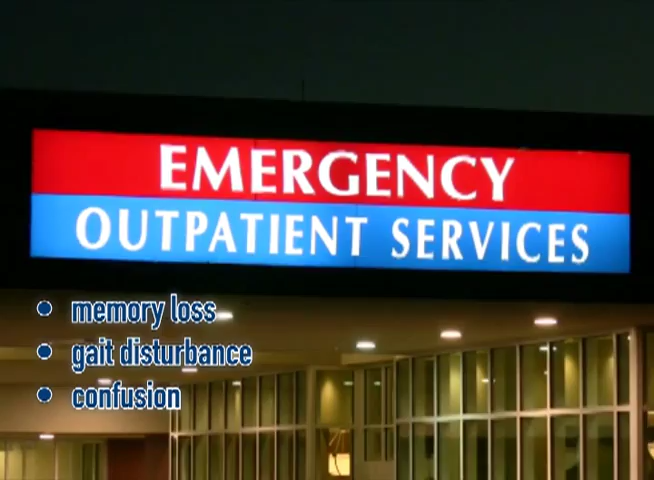 EMERGENCY
OUTPATIENT SERVICES
• memory loss
• gait disturbance
• confusion